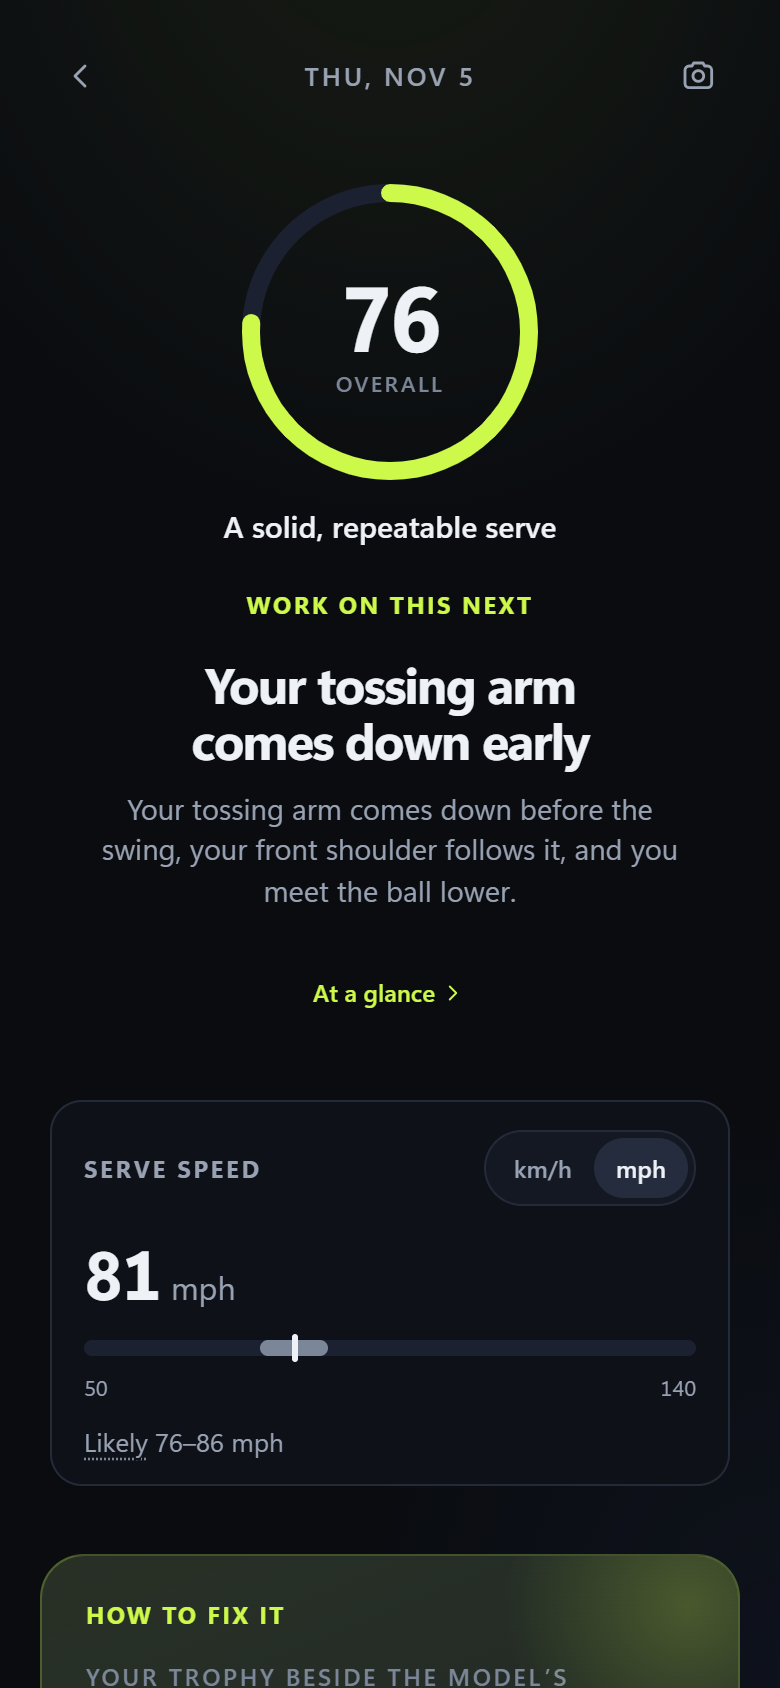 THU, NOV 5
76
OVERALL
A solid, repeatable serve
WORK ON THIS NEXT
Your tossing arm
comes down early
Your tossing arm comes down before the
swing, your front shoulder follows it, and you
meet the ball lower.
At a glance
SERVE SPEED
km/h mph
81 mph
50 140
Likely 76–86 mph
HOW TO FIX IT
YOUR TROPHY BESIDE THE MODEL’S